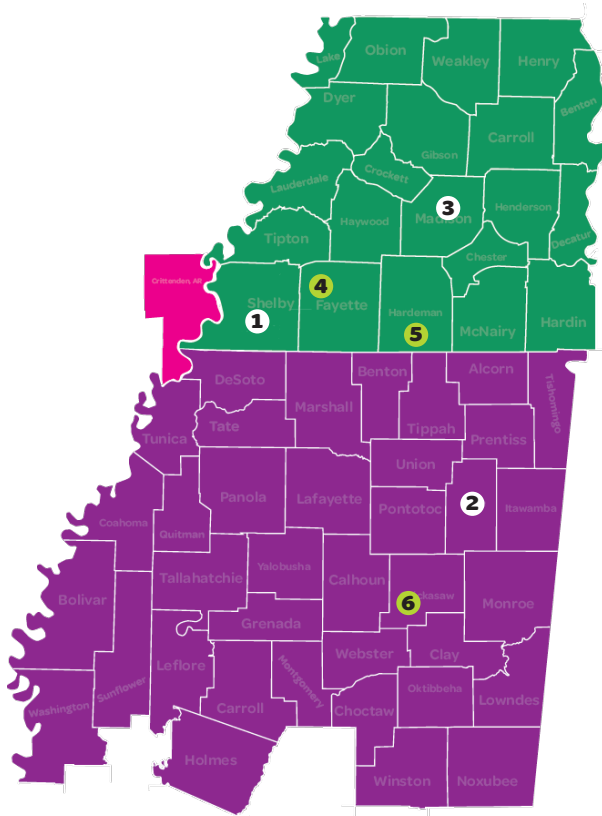 Lake
Obion
Weakley
Henry
Dyer
Benton
Gibson
Carroll
Crockett
Lauderdale
Haywood
3
Madison
Henderson
Tipton
Decatur
Chester
Crittenden, AR
4
Shelby
Fayette
1
Hardeman
5
McNairy
Hardin
DeSoto
Benton
Alcorn
Tishomingo
Marshall
Tate
Tunica
Tippah
Prentiss
Union
Panola
Lafayette
Pontotoc
2
Itawamba
Coahoma
Quitman
Tallahatchie
Yalobusha
Calhoun
6
ckasaw
Bolivar
Monroe
Grenada
Leflore
Webster
Clay
Montgomery
Sunflower
Oktibbeha
Washington
Carroll
Choctaw
Lowndes
Holmes
Winston
Noxubee